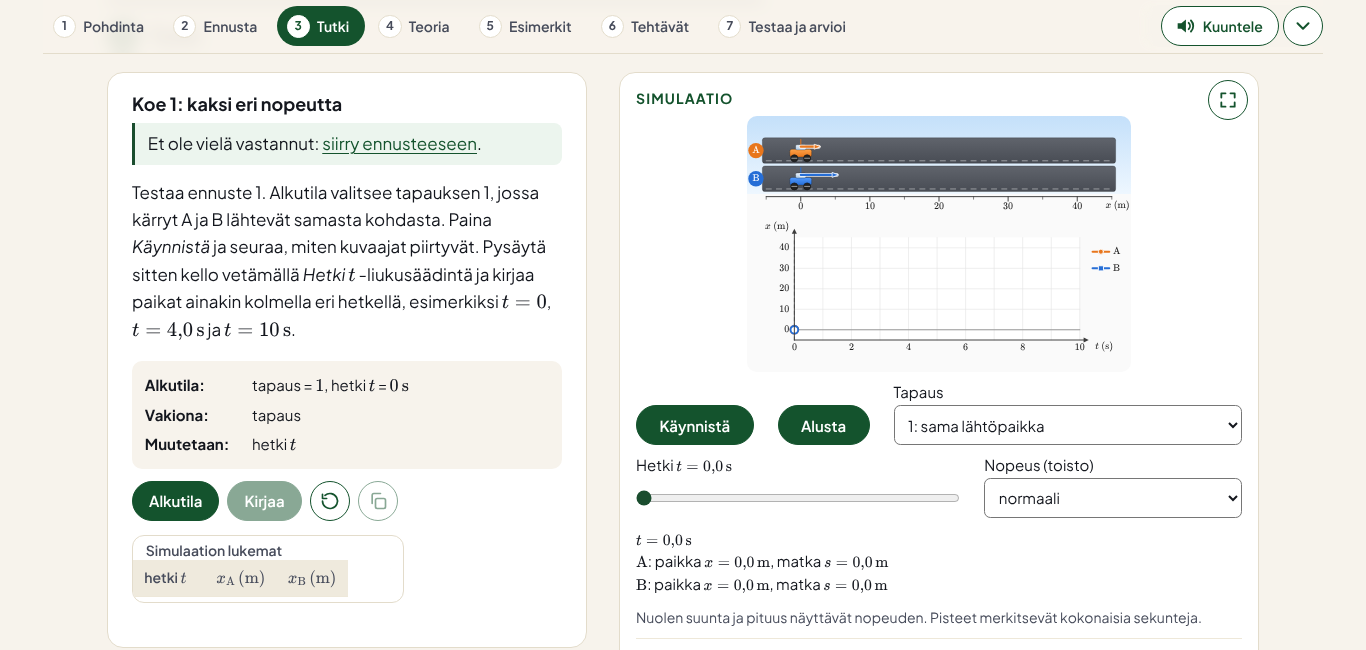 1 Pohdinta 2 Ennusta 3 Tutki 4 Teoria 5 Esimerkit 6 Tehtävät 7 Testaa ja arvioi Kuuntele
Koe 1: kaksi eri nopeutta
Et ole vielä vastannut: siirry ennusteeseen.
Testaa ennuste 1. Alkutila valitsee tapauksen 1, jossa
kärryt A ja B lähtevät samasta kohdasta. Paina
Käynnistä ja seuraa, miten kuvaajat piirtyvät. Pysäytä
sitten kello vetämällä Hetki t -liukusäädintä ja kirjaa
paikat ainakin kolmella eri hetkellä, esimerkiksi t = 0,
t = 4,0 s ja t = 10 s.
Alkutila: tapaus = 1, hetki t = 0 s
Vakiona: tapaus
Muutetaan: hetki t
Alkutila Kirjaa
Simulaation lukemat
hetki t x_A (m) x_B (m)
SIMULAATIO
A
B
0 10 20 30 40 x (m)
x (m)
40
30
20
10
0
0 2 4 6 8 10 t (s)
A
B
Käynnistä Alusta
Tapaus
1: sama lähtöpaikka
Hetki t = 0,0 s
Nopeus (toisto)
normaali
t = 0,0 s
A: paikka x = 0,0 m, matka s = 0,0 m
B: paikka x = 0,0 m, matka s = 0,0 m
Nuolen suunta ja pituus näyttävät nopeuden. Pisteet merkitsevät kokonaisia sekunteja.